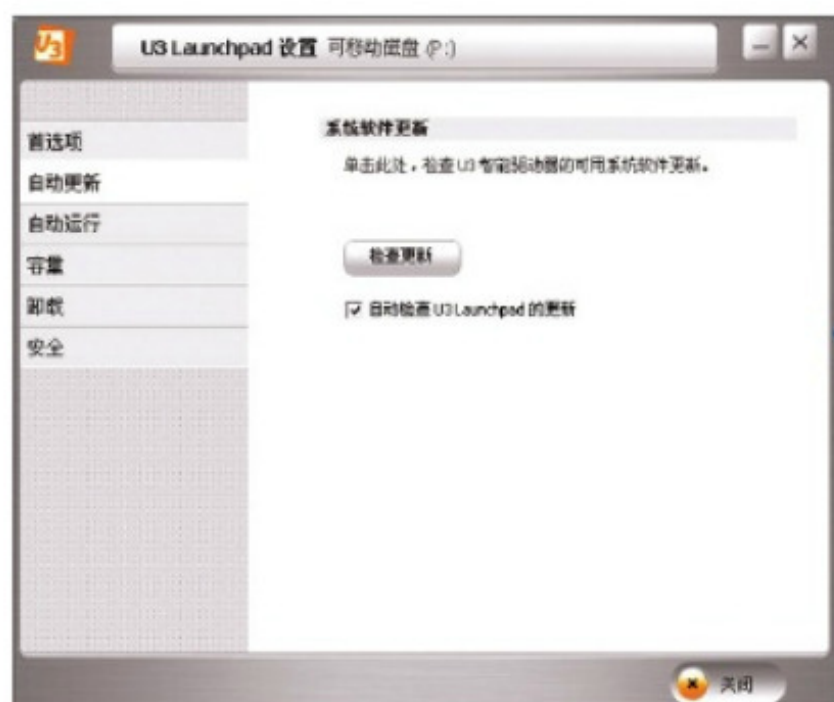 U3
U3 Launchpad 设置 可移动磁盘 (P:)
首选项
自动更新
自动运行
容量
卸载
安全
系统软件更新
单击此处，检查 U3 智能驱动器的可用系统软件更新。
检查更新
自动检查 U3 Launchpad 的更新
关闭